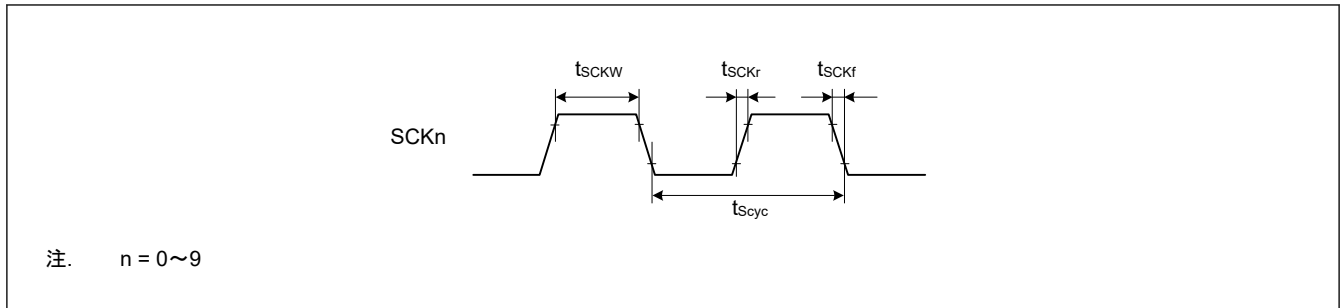 tSCKW tSCKr tSCKf
SCKn
tScyc
注. n = 0～9